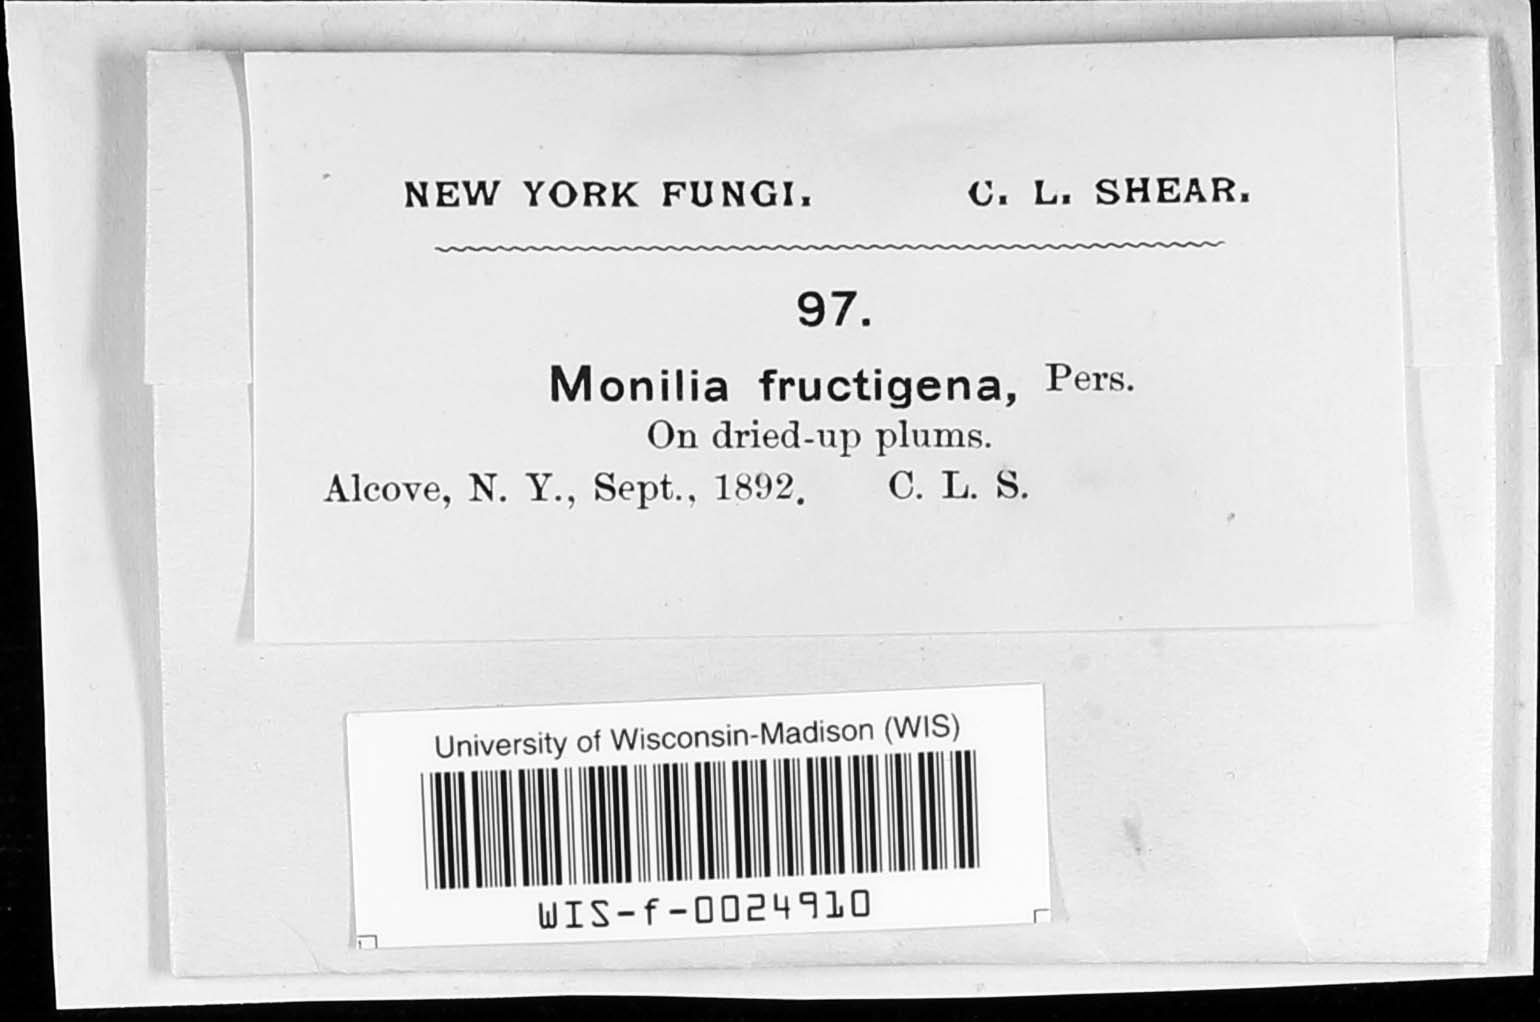 NEW YORK FUNGI. C. L. SHEAR.
97.
Monilia fructigena, Pers.
On dried-up plums.
Alcove, N. Y., Sept., 1892. C. L. S.
University of Wisconsin-Madison (WIS)
WIS-f-0024910